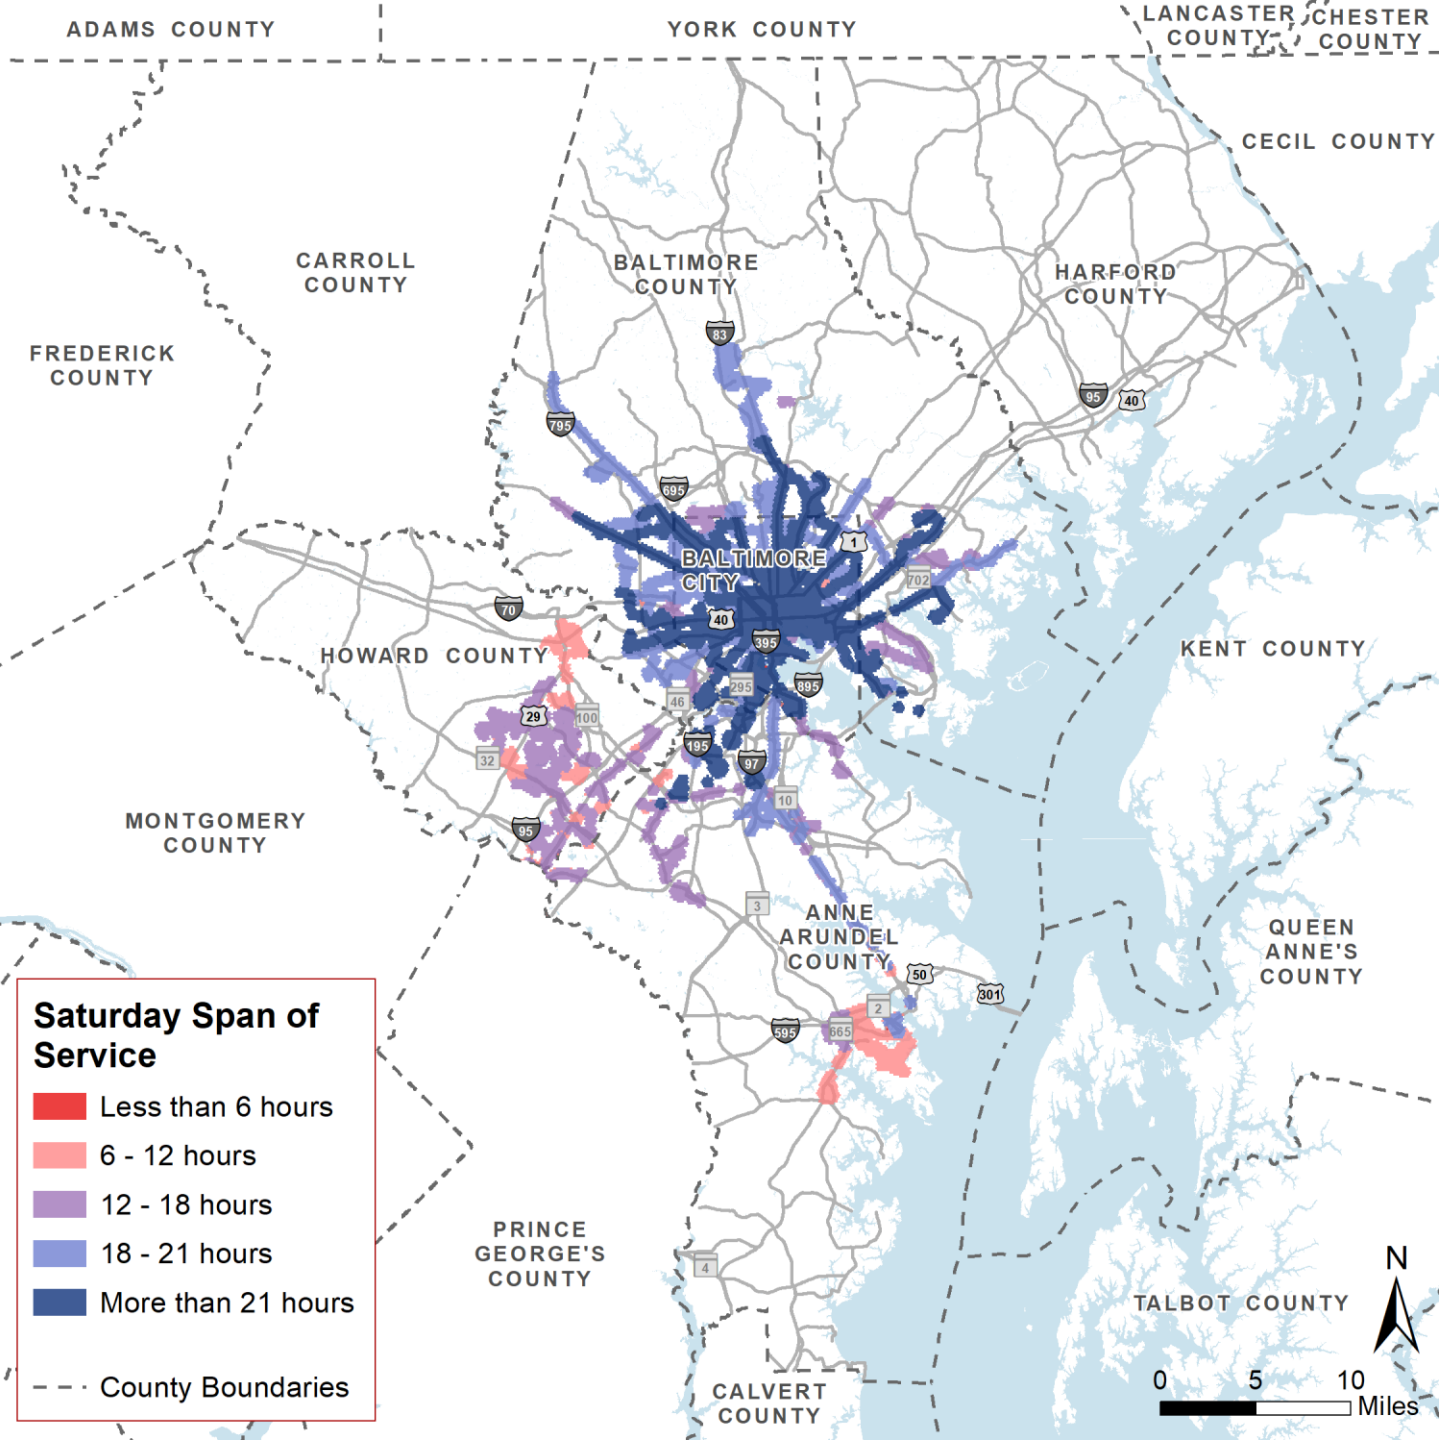 ADAMS COUNTY
YORK COUNTY
LANCASTER
COUNTY
CHESTER
COUNTY
CECIL COUNTY
CARROLL
COUNTY
BALTIMORE
COUNTY
HARFORD
COUNTY
FREDERICK
COUNTY
83
95
40
795
695
1
BALTIMORE
CITY
702
70
40
395
HOWARD COUNTY
KENT COUNTY
295
895
46
29
100
195
32
97
10
95
MONTGOMERY
COUNTY
3
ANNE
ARUNDEL
COUNTY
QUEEN
ANNE'S
COUNTY
50
301
2
595
665
Saturday Span of
Service
Less than 6 hours
6 - 12 hours
12 - 18 hours
18 - 21 hours
More than 21 hours
County Boundaries
PRINCE
GEORGE'S
COUNTY
4
TALBOT COUNTY
N
0 5 10
Miles
CALVERT
COUNTY